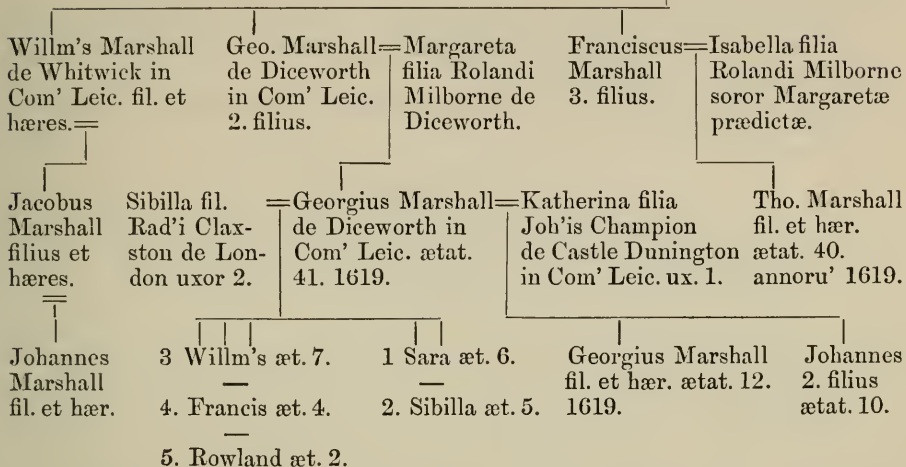 Willm's Marshall
de Whitwick in
Com' Leic. fil. et
hæres.=
Geo. Marshall=
de Diceworth
in Com' Leic.
2. filius.
Margareta
filia Rolandi
Milborne de
Diceworth.
Franciscus=
Marshall
3. filius.
Isabella filia
Rolandi Milborne
soror Margaretæ
prædictæ.
Jacobus
Marshall
filius et
hæres.
Sibilla fil.
Rad'i Clax-
ston de Lon-
don uxor 2.
=Georgius Marshall=
de Diceworth in
Com' Leic. ætat.
41. 1619.
Katherina filia
Joh'is Champion
de Castle Dunington
in Com' Leic. ux. 1.
Tho. Marshall
fil. et hær.
ætat. 40.
annoru' 1619.
Johannes
Marshall
fil. et hær.
3 Willm's æt. 7.
4. Francis æt. 4.
5. Rowland æt. 2.
1 Sara æt. 6.
2. Sibilla æt. 5.
Georgius Marshall
fil. et hær. ætat. 12.
1619.
Johannes
2. filius
ætat. 10.